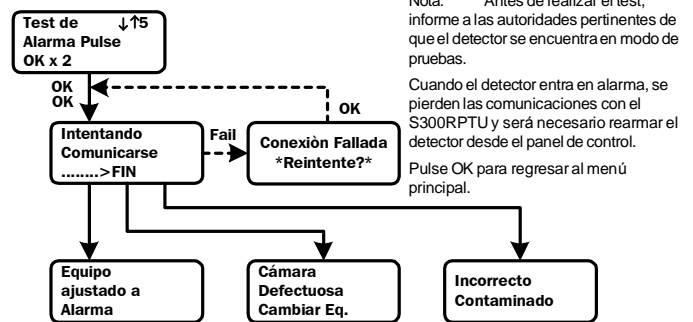 Nota: Antes de realizar el test,
informe a las autoridades pertinentes de
que el detector se encuentra en modo de
pruebas.
Cuando el detector entra en alarma, se
pierden las comunicaciones con el
S300RPTU y será necesario rearmar el
detector desde el panel de control.
Pulse OK para regresar al menú
principal.
Test de ↓↑5
Alarma Pulse
OK x 2
OK
OK
OK
Intentando
Comunicarse
........>FIN
Fail
Conexiòn Fallada
*Reintente?*
Equipo
ajustado a
Alarma
Cámara
Defectuosa
Cambiar Eq.
Incorrecto
Contaminado